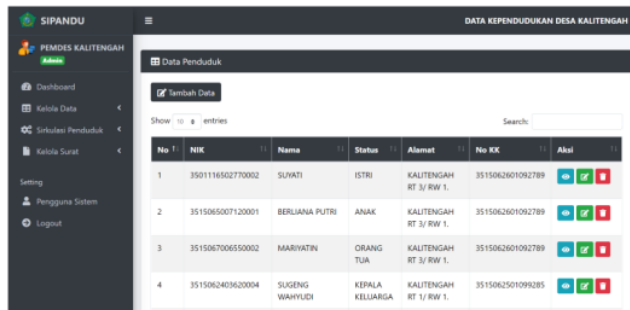 SIPANDU
DATA KEPENDUDUKAN DESA KALITENGAH
PEMDES KALITENGAH
Admin
Dashboard
Kelola Data
Sirkulasi Penduduk
Kelola Surat
Setting
Pengguna Sistem
Logout
Data Penduduk
Tambah Data
Show 10 entries
Search:
No NIK Nama Status Alamat No KK Aksi
1 3501116502770002 SUYATI ISTRI KALITENGAH RT 3/ RW 1. 3515062601092789
2 3515065007120001 BERLIANA PUTRI ANAK KALITENGAH RT 3/ RW 1. 3515062601092789
3 3515067006550002 MARIYATIN ORANG TUA KALITENGAH RT 3/ RW 1. 3515062601092789
4 3515062403620004 SUGENG WAHYUDI KEPALA KELUARGA KALITENGAH RT 1/ RW 1. 3515062501099285